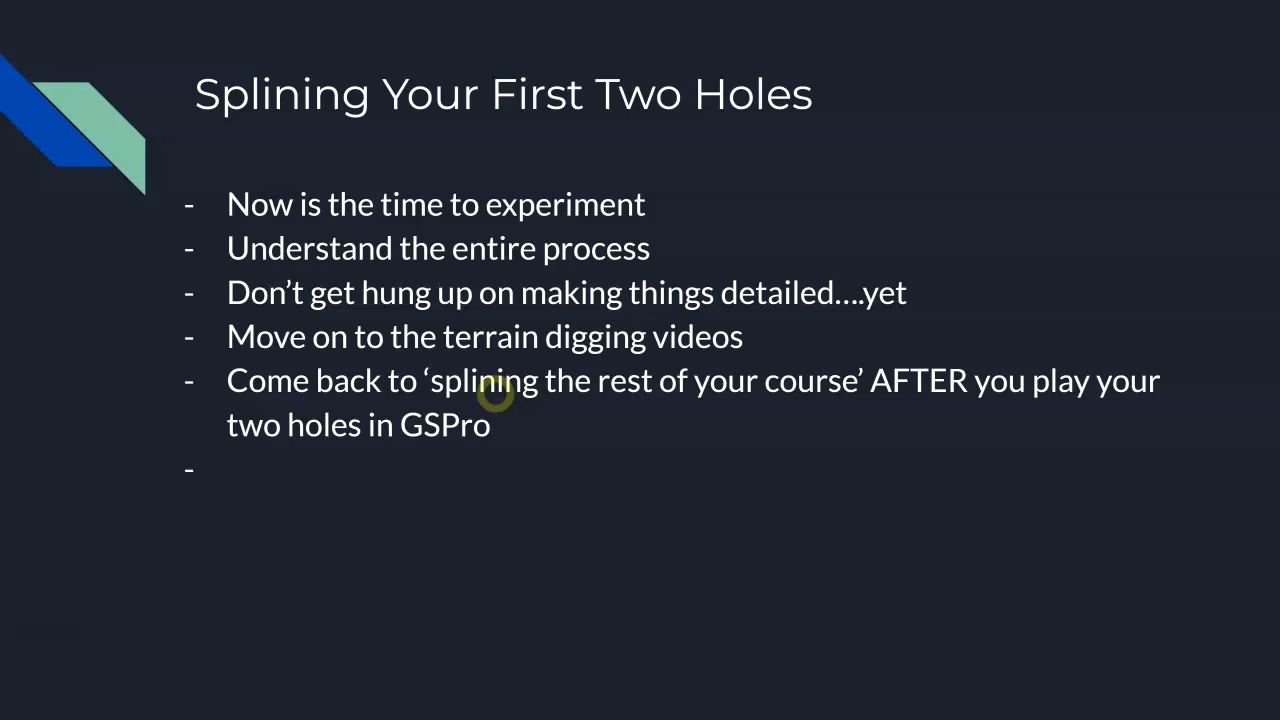 Splining Your First Two Holes
- Now is the time to experiment
- Understand the entire process
- Don’t get hung up on making things detailed....yet
- Move on to the terrain digging videos
- Come back to ‘splining the rest of your course’ AFTER you play your
two holes in GSPro
-